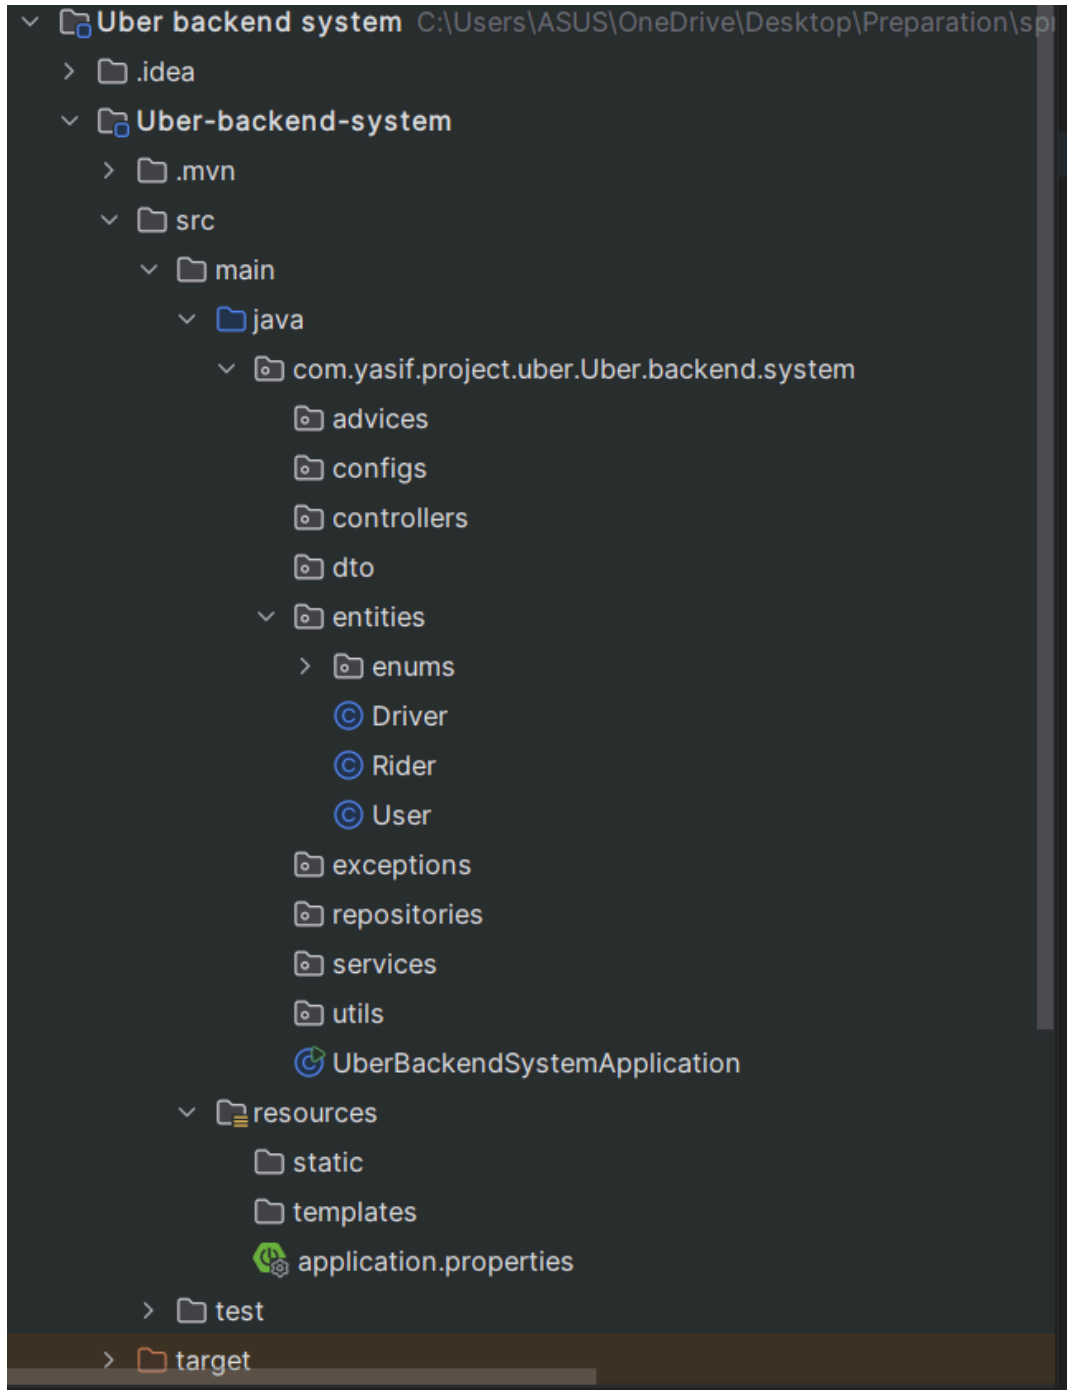 Uber backend system C:\Users\ASUS\OneDrive\Desktop\Preparation\spr
.idea
Uber-backend-system
.mvn
src
main
java
com.yasif.project.uber.Uber.backend.system
advices
configs
controllers
dto
entities
enums
Driver
Rider
User
exceptions
repositories
services
utils
UberBackendSystemApplication
resources
static
templates
application.properties
test
target